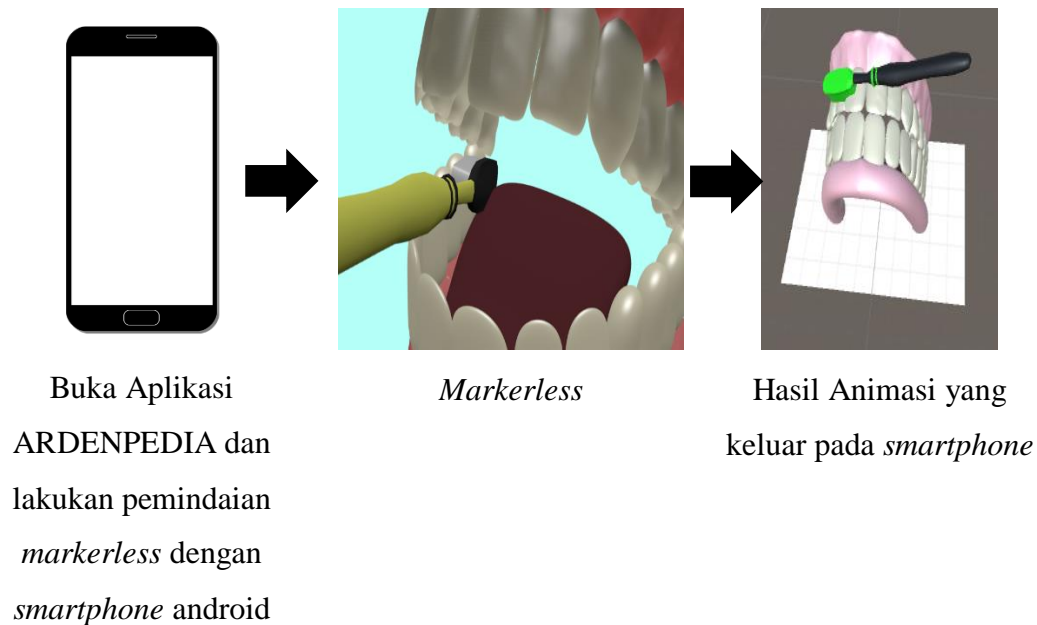 Buka Aplikasi
ARDENPEDIA dan
lakukan pemindaian
markerless dengan
smartphone android
Markerless
Hasil Animasi yang
keluar pada smartphone